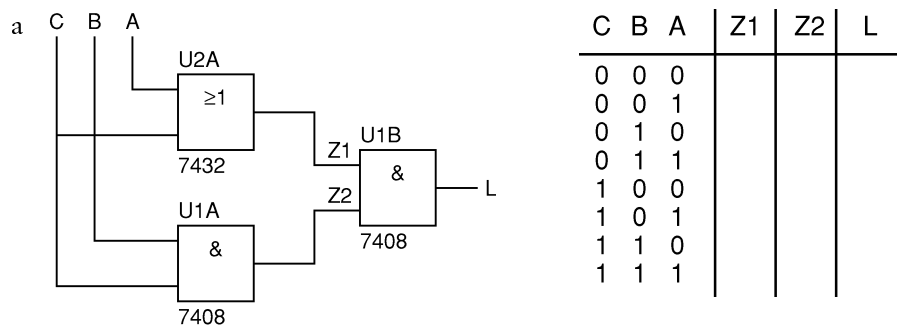 a
C B A
U2A
≥1
7432
Z1
U1B
&
Z2
L
7408
U1A
&
7408
C B A Z1 Z2 L
0 0 0
0 0 1
0 1 0
0 1 1
1 0 0
1 0 1
1 1 0
1 1 1